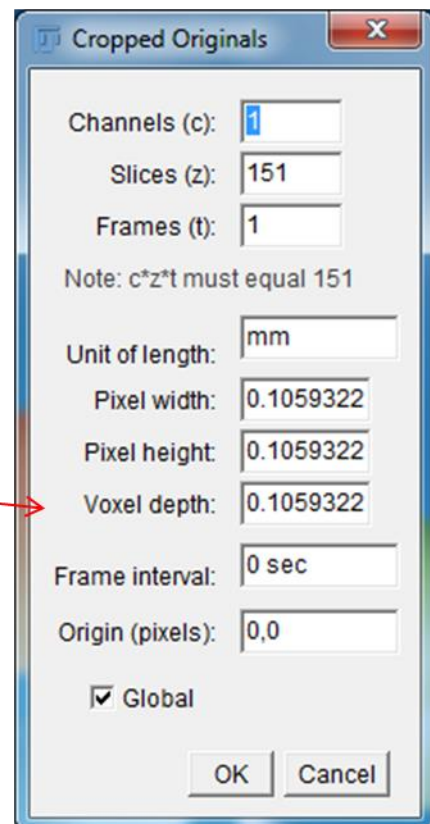 Cropped Originals
Channels (c): 1
Slices (z): 151
Frames (t): 1
Note: c*z*t must equal 151
Unit of length: mm
Pixel width: 0.1059322
Pixel height: 0.1059322
Voxel depth: 0.1059322
Frame interval: 0 sec
Origin (pixels): 0,0
Global
OK Cancel